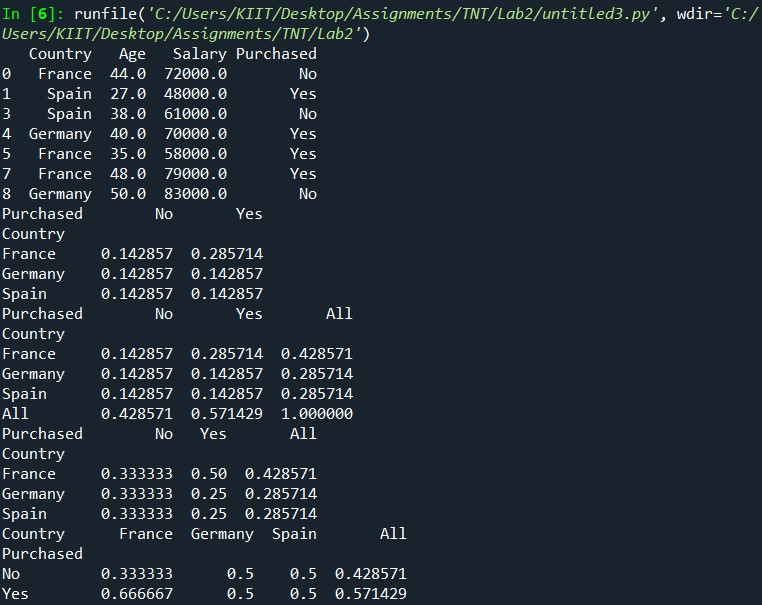 In [6]: runfile('C:/Users/KIIT/Desktop/Assignments/TNT/Lab2/untitled3.py', wdir='C:/
Users/KIIT/Desktop/Assignments/TNT/Lab2')
   Country   Age   Salary Purchased
0   France  44.0  72000.0        No
1    Spain  27.0  48000.0       Yes
3    Spain  38.0  61000.0        No
4  Germany  40.0  70000.0       Yes
5   France  35.0  58000.0       Yes
7   France  48.0  79000.0       Yes
8  Germany  50.0  83000.0        No
Purchased        No       Yes
Country
France     0.142857  0.285714
Germany    0.142857  0.142857
Spain      0.142857  0.142857
Purchased        No       Yes       All
Country
France     0.142857  0.285714  0.428571
Germany    0.142857  0.142857  0.285714
Spain      0.142857  0.142857  0.285714
All        0.428571  0.571429  1.000000
Purchased        No   Yes       All
Country
France     0.333333  0.50  0.428571
Germany    0.333333  0.25  0.285714
Spain      0.333333  0.25  0.285714
Country      France  Germany  Spain       All
Purchased
No         0.333333      0.5    0.5  0.428571
Yes        0.666667      0.5    0.5  0.571429